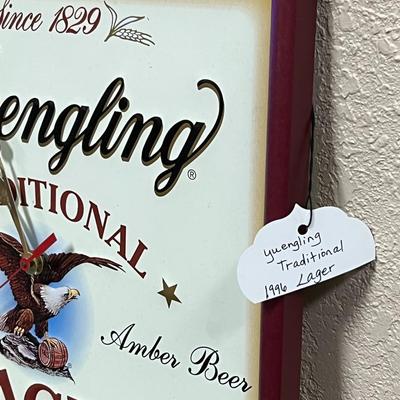 Since 1829
engling
®
DITIONAL
Amber Beer
yuengling
Traditional
1996 Lager